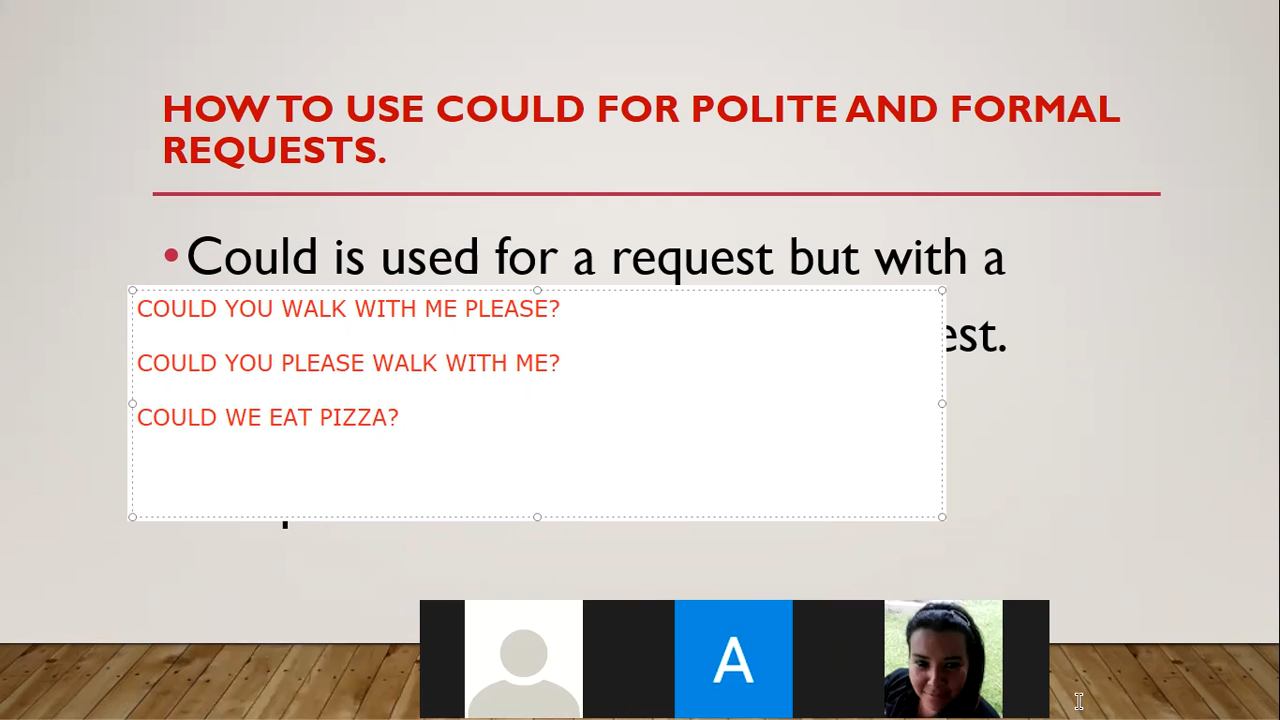 HOW TO USE COULD FOR POLITE AND FORMAL
REQUESTS.
•Could is used for a request but with a
est.
COULD YOU WALK WITH ME PLEASE?
COULD YOU PLEASE WALK WITH ME?
COULD WE EAT PIZZA?
A